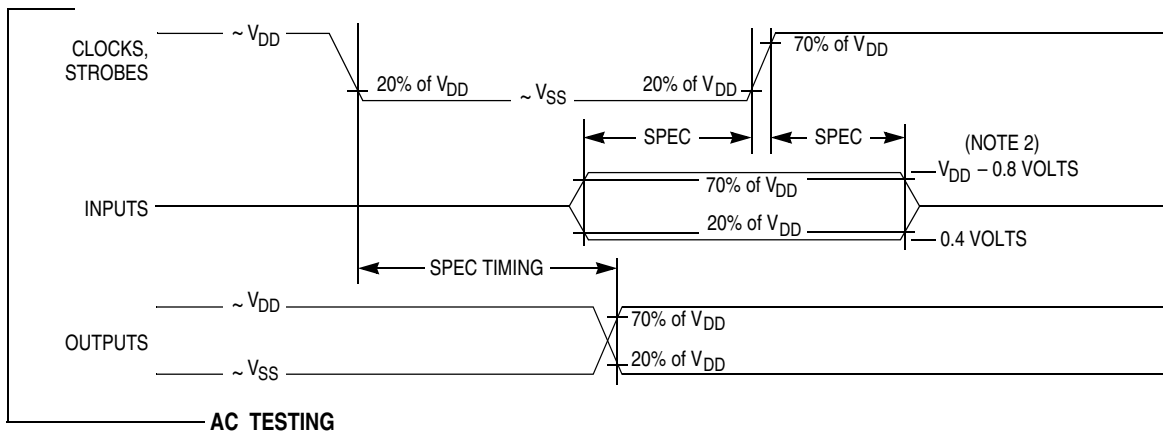 CLOCKS,
STROBES
~ VDD
20% of VDD
~ VSS
20% of VDD
70% of VDD
SPEC
SPEC
(NOTE 2)
VDD – 0.8 VOLTS
70% of VDD
INPUTS
20% of VDD
0.4 VOLTS
SPEC TIMING
~ VDD
70% of VDD
OUTPUTS
20% of VDD
~ VSS
AC TESTING